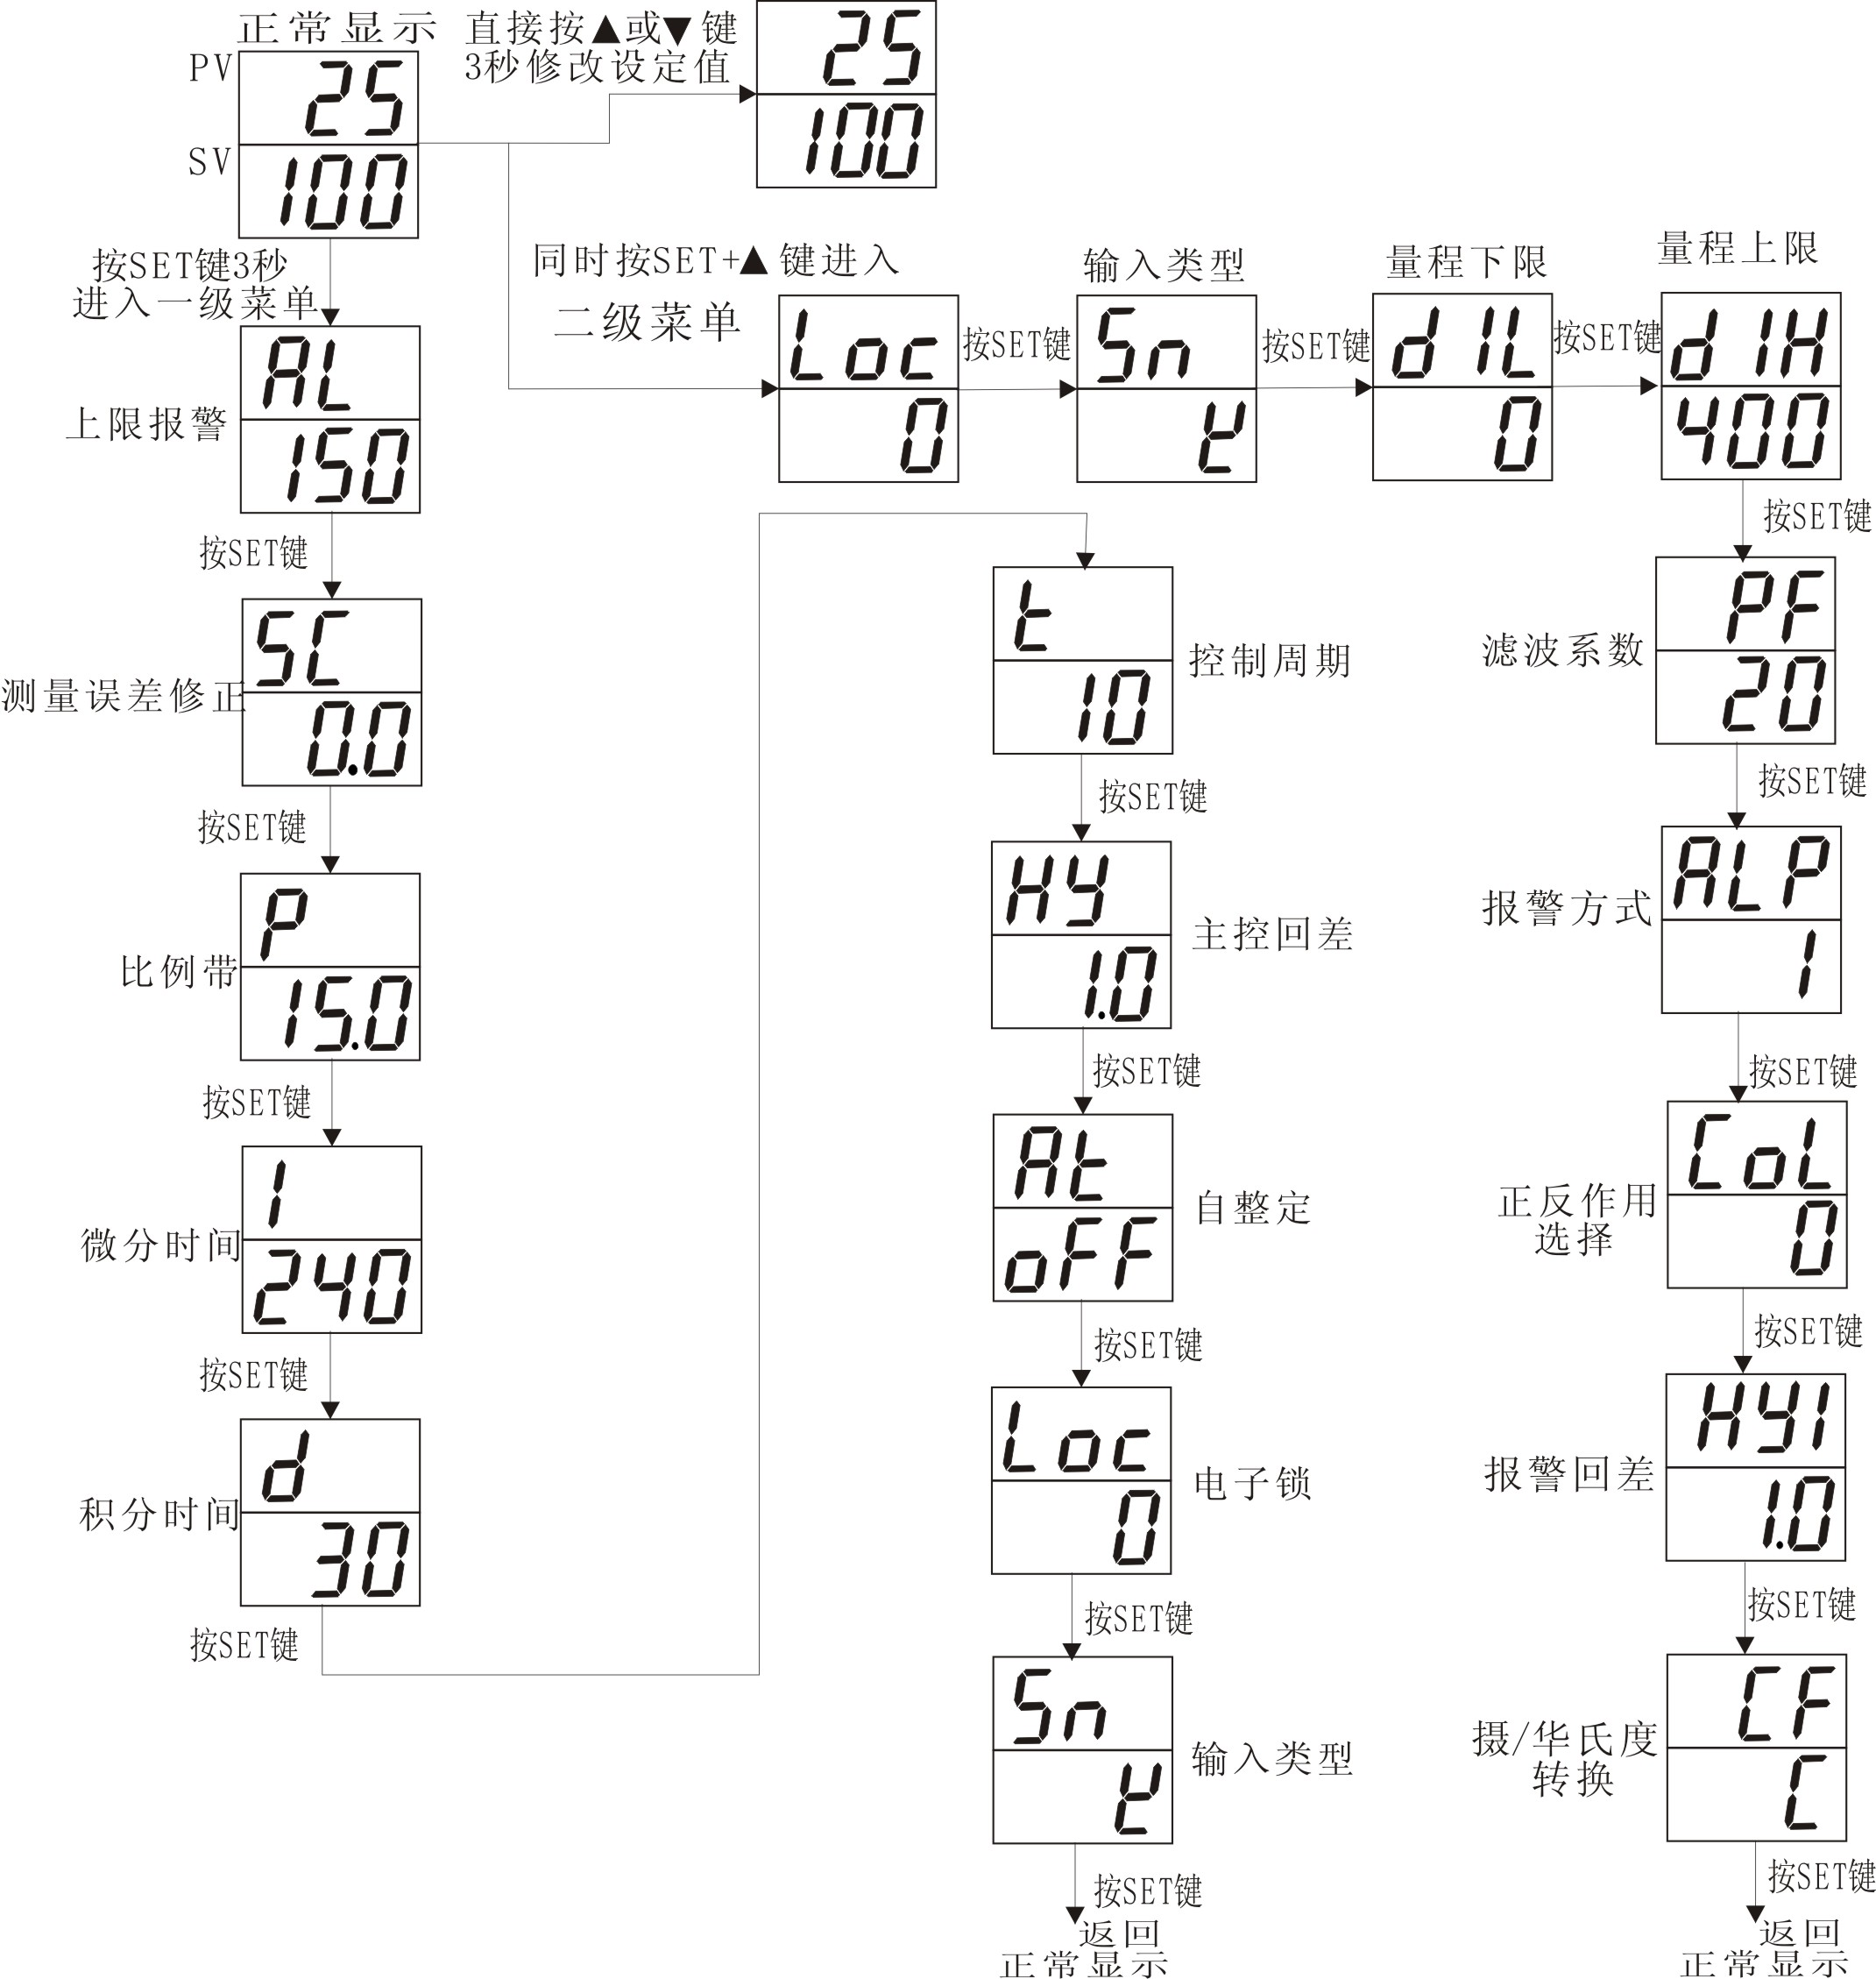 正常显示
PV
25
SV
100
直接按▲或▼键
3秒修改设定值
25
100
按SET键3秒
进入一级菜单
上限报警
AL
150
按SET键
测量误差修正
SC
0.0
按SET键
比例带
P
15.0
按SET键
微分时间
I
240
按SET键
积分时间
d
30
按SET键
t
10
控制周期
按SET键
HY
1.0
主控回差
按SET键
At
oFF
自整定
按SET键
Loc
0
电子锁
按SET键
Sn
输入类型
按SET键
返回
正常显示
同时按SET+▲键进入
二级菜单
Loc
0
按SET键
输入类型
Sn
按SET键
量程下限
dIL
0
按SET键
量程上限
dIH
400
按SET键
滤波系数
PF
20
按SET键
报警方式
ALP
1
按SET键
正反作用
选择
CoL
0
按SET键
报警回差
HY1
1.0
按SET键
摄/华氏度
转换
CF
C
按SET键
返回
正常显示